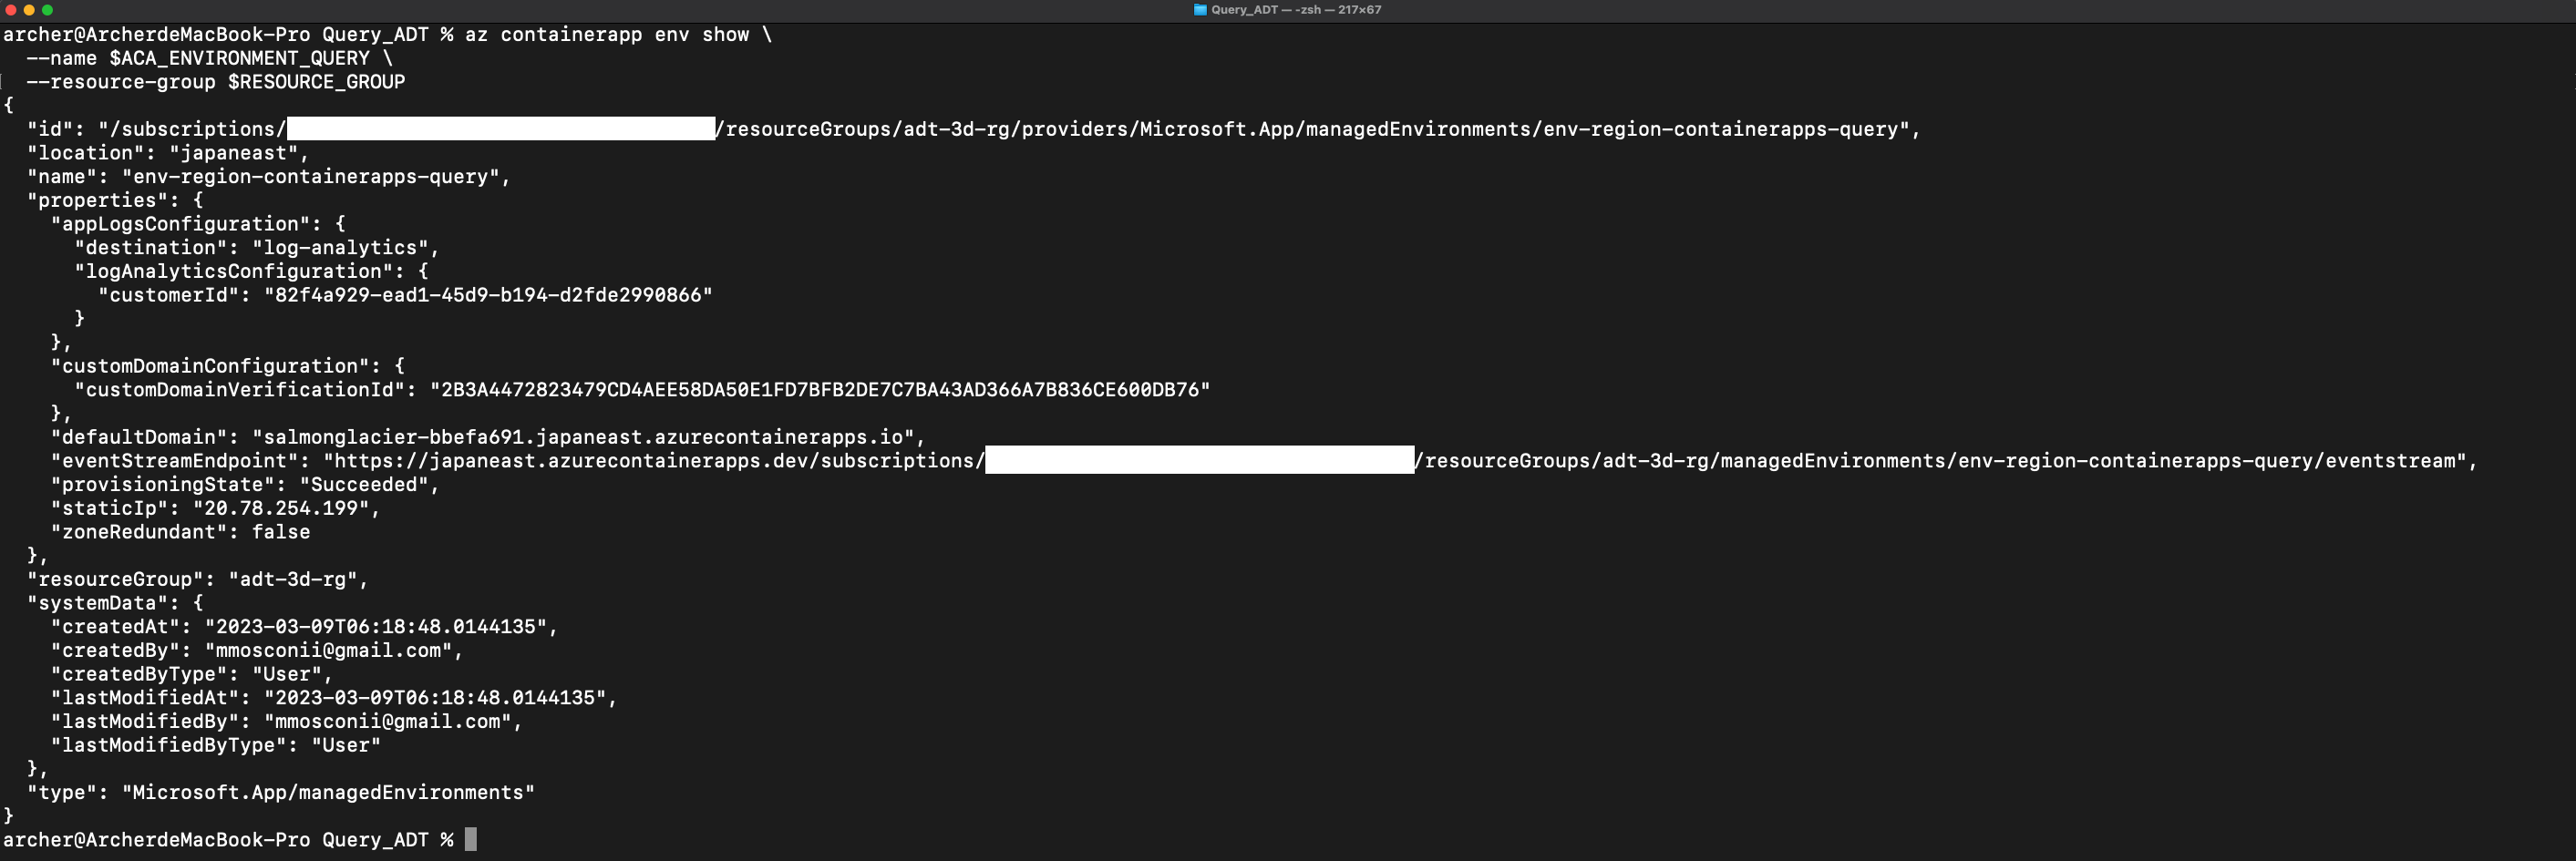 Query_ADT — -zsh — 217×67
archer@ArcherdeMacBook-Pro Query_ADT % az containerapp env show \
  --name $ACA_ENVIRONMENT_QUERY \
  --resource-group $RESOURCE_GROUP
{
  "id": "/subscriptions/ /resourceGroups/adt-3d-rg/providers/Microsoft.App/managedEnvironments/env-region-containerapps-query",
  "location": "japaneast",
  "name": "env-region-containerapps-query",
  "properties": {
    "appLogsConfiguration": {
      "destination": "log-analytics",
      "logAnalyticsConfiguration": {
        "customerId": "82f4a929-ead1-45d9-b194-d2fde2990866"
      }
    },
    "customDomainConfiguration": {
      "customDomainVerificationId": "2B3A4472823479CD4AEE58DA50E1FD7BFB2DE7C7BA43AD366A7B836CE600DB76"
    },
    "defaultDomain": "salmonglacier-bbefa691.japaneast.azurecontainerapps.io",
    "eventStreamEndpoint": "https://japaneast.azurecontainerapps.dev/subscriptions/ /resourceGroups/adt-3d-rg/managedEnvironments/env-region-containerapps-query/eventstream",
    "provisioningState": "Succeeded",
    "staticIp": "20.78.254.199",
    "zoneRedundant": false
  },
  "resourceGroup": "adt-3d-rg",
  "systemData": {
    "createdAt": "2023-03-09T06:18:48.0144135",
    "createdBy": "mmosconii@gmail.com",
    "createdByType": "User",
    "lastModifiedAt": "2023-03-09T06:18:48.0144135",
    "lastModifiedBy": "mmosconii@gmail.com",
    "lastModifiedByType": "User"
  },
  "type": "Microsoft.App/managedEnvironments"
}
archer@ArcherdeMacBook-Pro Query_ADT %